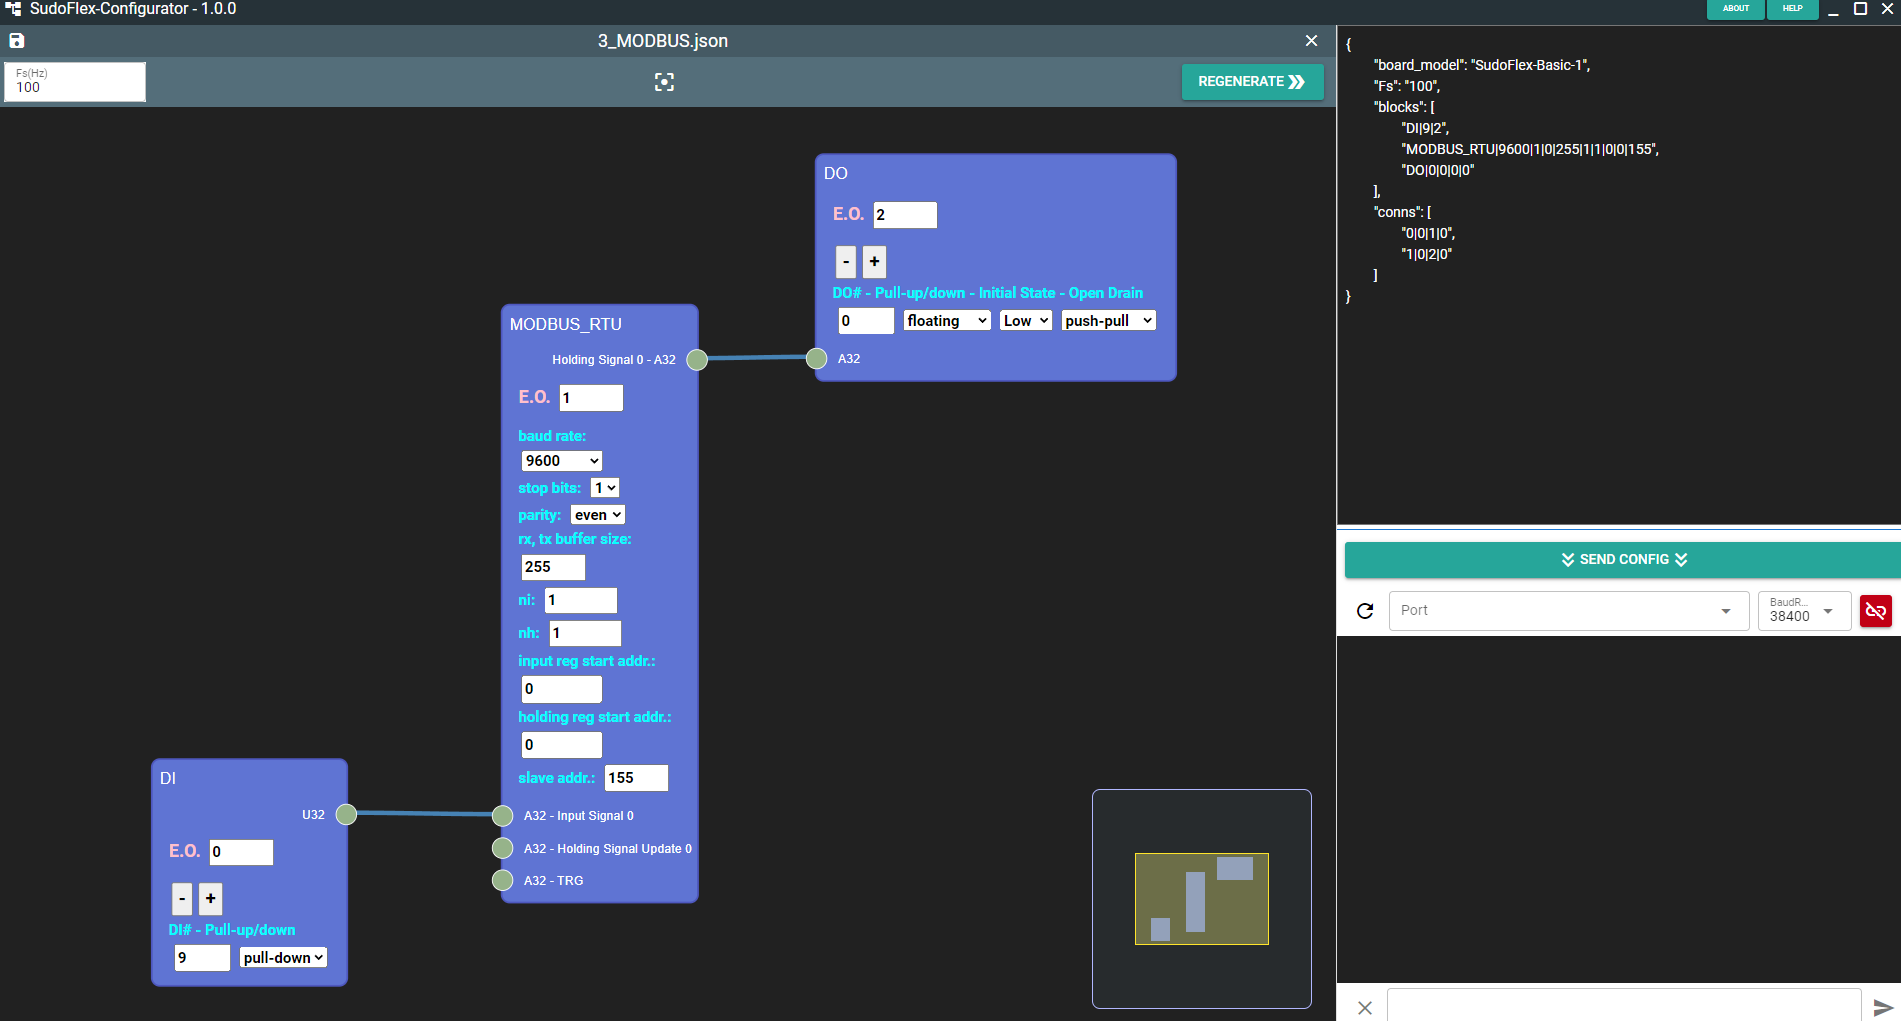 SudoFlex-Configurator - 1.0.0
ABOUT
HELP
3_MODBUS.json
Fs(Hz)
100
REGENERATE
DO
E.O. 2
- +
DO# - Pull-up/down - Initial State - Open Drain
0 floating Low push-pull
A32
MODBUS_RTU
Holding Signal 0 - A32
E.O. 1
baud rate:
9600
stop bits: 1
parity: even
rx, tx buffer size:
255
ni: 1
nh: 1
input reg start addr.:
0
holding reg start addr.:
0
slave addr.: 155
A32 - Input Signal 0
A32 - Holding Signal Update 0
A32 - TRG
DI
U32
E.O. 0
- +
DI# - Pull-up/down
9 pull-down
{
"board_model": "SudoFlex-Basic-1",
"Fs": "100",
"blocks": [
"DI|9|2",
"MODBUS_RTU|9600|1|0|255|1|1|0|0|155",
"DO|0|0|0|0"
],
"conns": [
"0|0|1|0",
"1|0|2|0"
]
}
SEND CONFIG
Port
BaudR...
38400